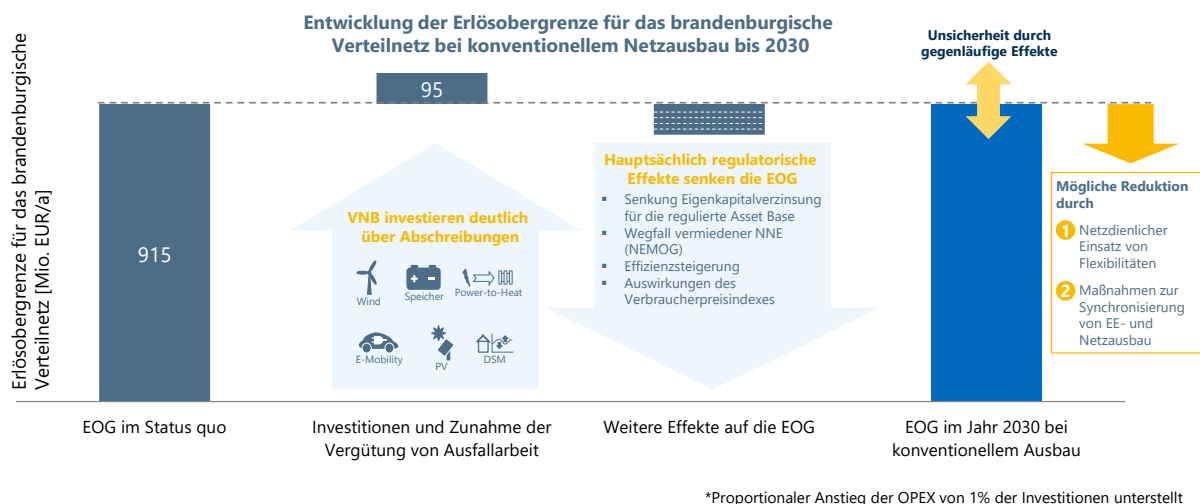 Entwicklung der Erlösobergrenze für das brandenburgische
Verteilnetz bei konventionellem Netzausbau bis 2030
Erlösobergrenze für das brandenburgische
Verteilnetz [Mio. EUR/a]
915
95
VNB investieren deutlich
über Abschreibungen
Wind
Speicher
Power-to-Heat
E-Mobility
PV
DSM
Hauptsächlich regulatorische
Effekte senken die EOG
▪ Senkung Eigenkapitalverzinsung
für die regulierte Asset Base
▪ Wegfall vermiedener NNE
(NEMOG)
▪ Effizienzsteigerung
▪ Auswirkungen des
Verbraucherpreisindexes
Unsicherheit durch
gegenläufige Effekte
Mögliche Reduktion
durch
1 Netzdienlicher
Einsatz von
Flexibilitäten
2 Maßnahmen zur
Synchronisierung
von EE- und
Netzausbau
EOG im Status quo
Investitionen und Zunahme der
Vergütung von Ausfallarbeit
Weitere Effekte auf die EOG
EOG im Jahr 2030 bei
konventionellem Ausbau
*Proportionaler Anstieg der OPEX von 1% der Investitionen unterstellt